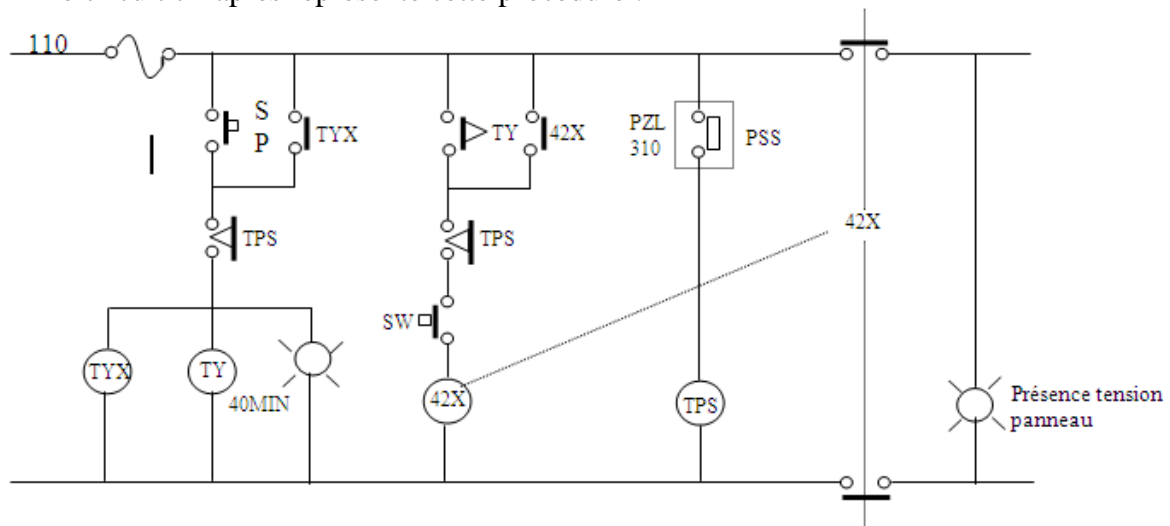 110
S
P
TYX
TY
42X
PZL
310
PSS
TPS
TPS
42X
SW
TYX
TY
40MIN
42X
TPS
Présence tension
panneau